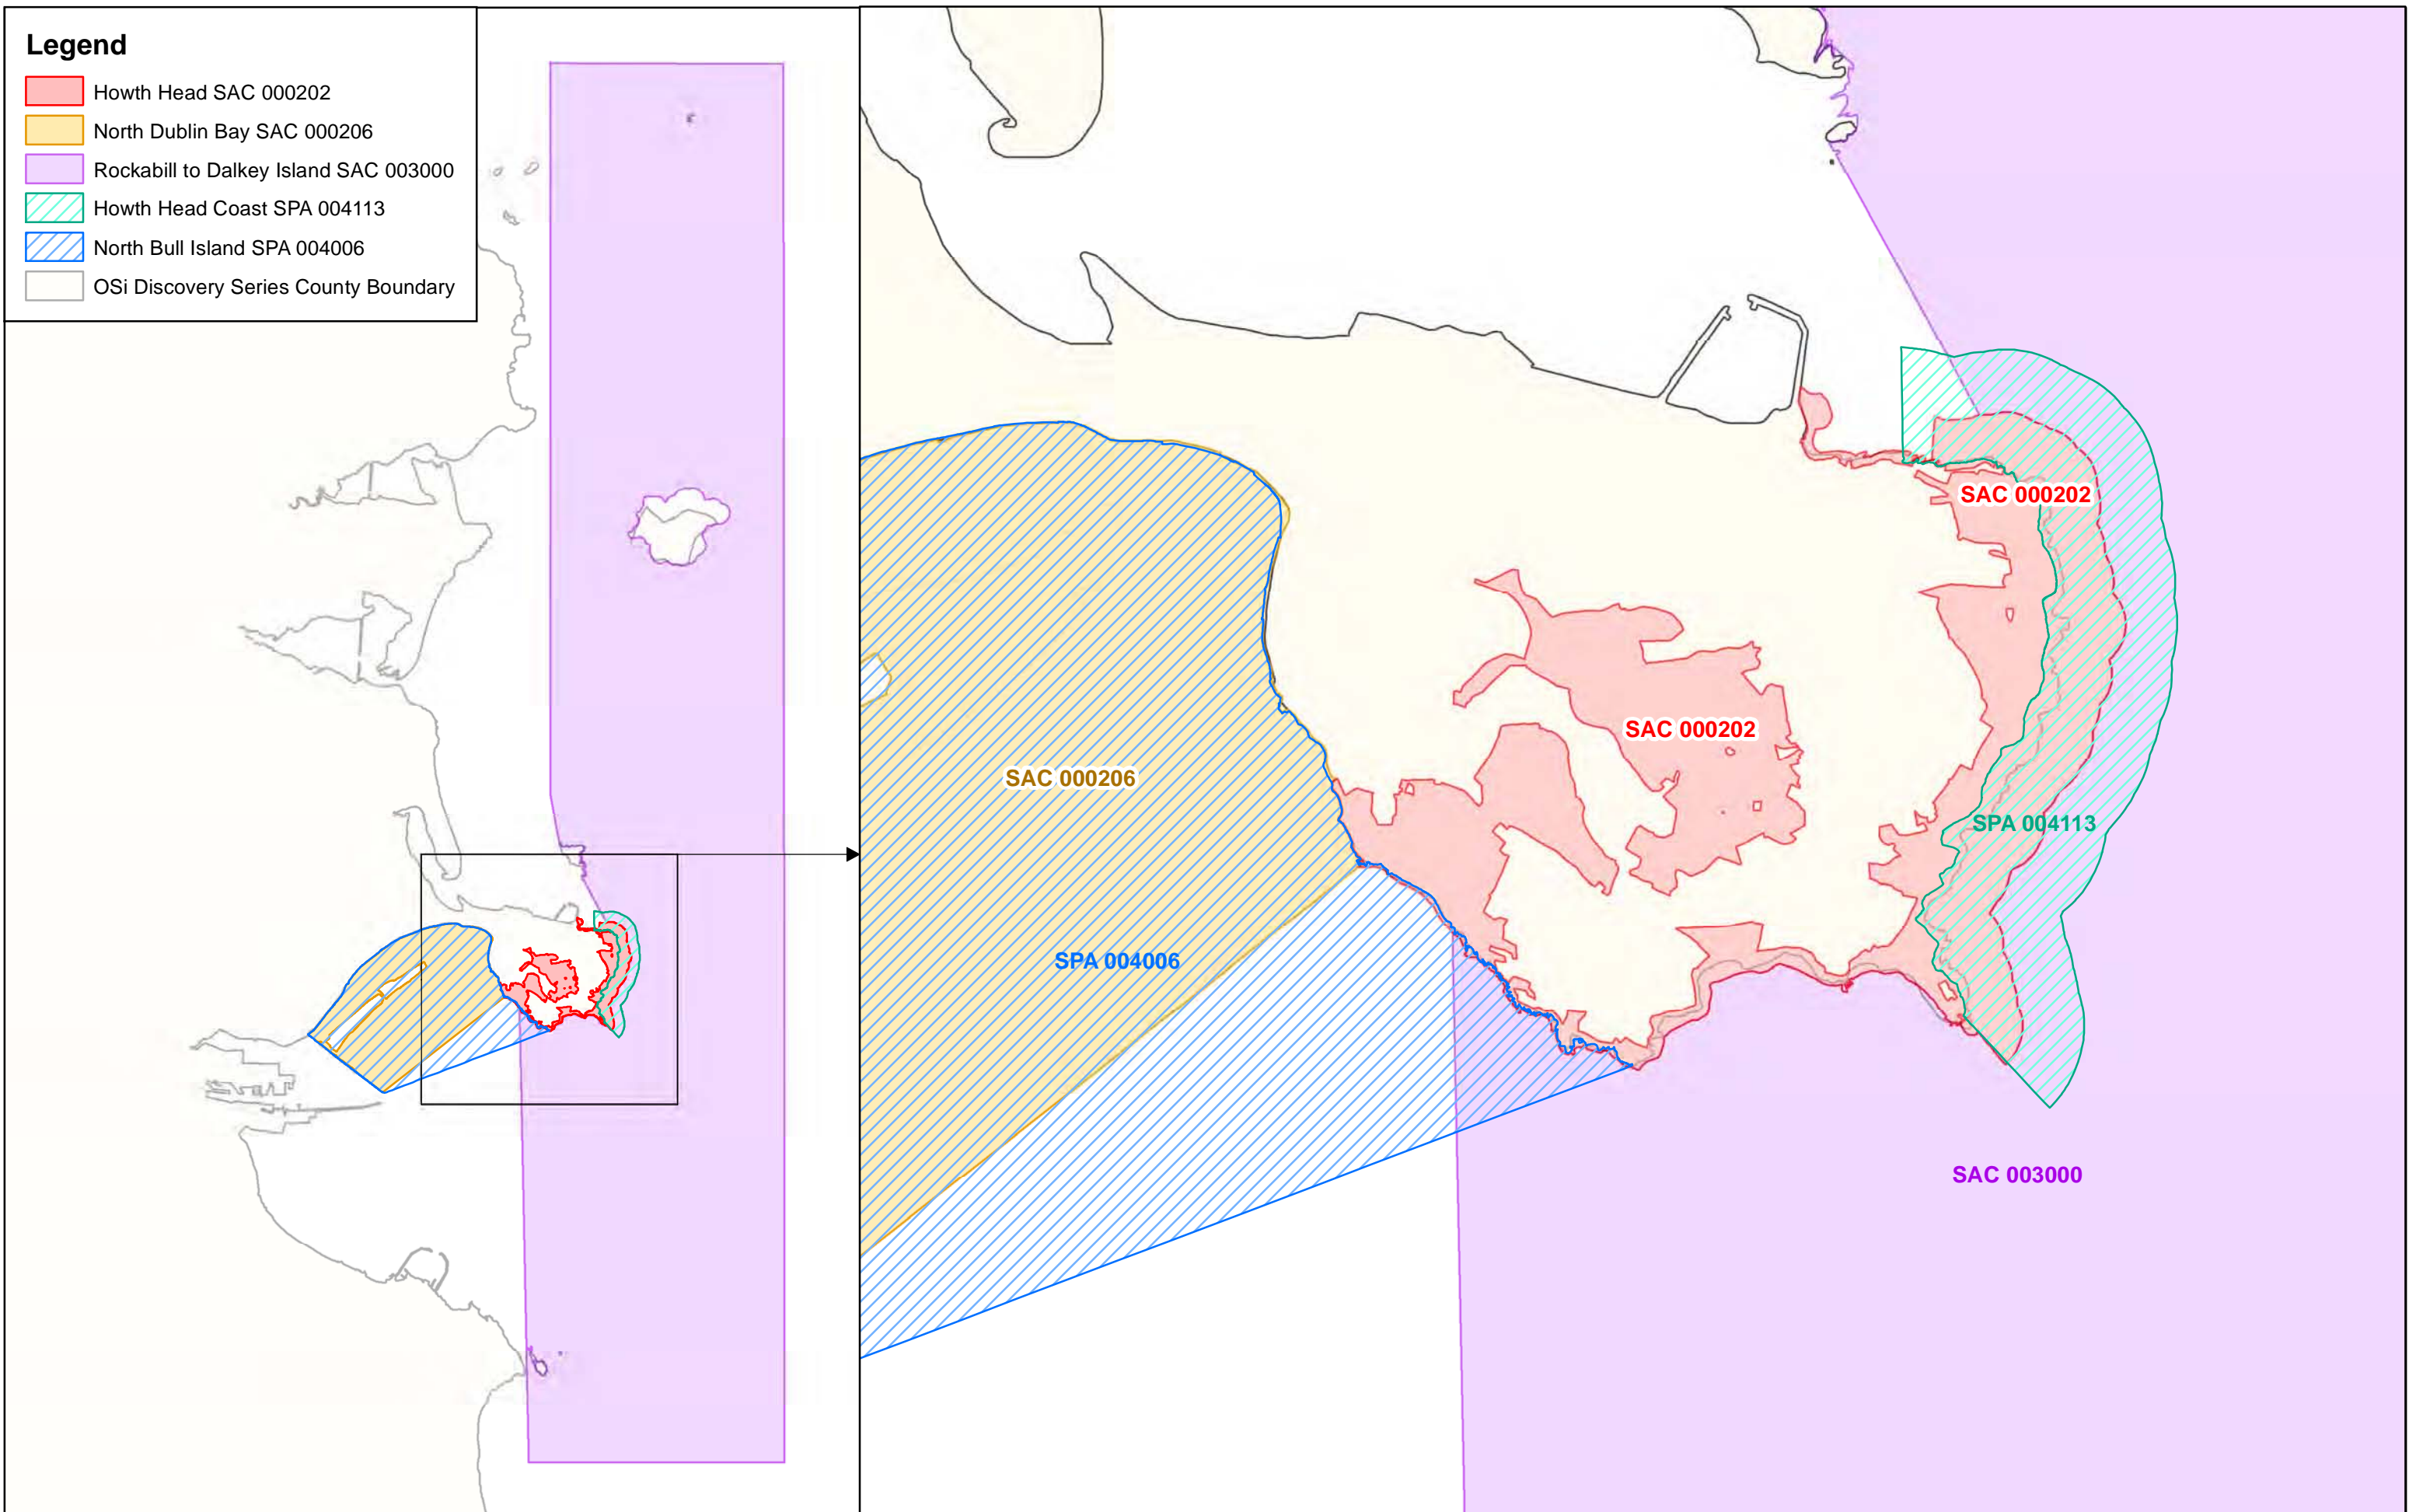 Legend
Howth Head SAC 000202
North Dublin Bay SAC 000206
Rockabill to Dalkey Island SAC 003000
Howth Head Coast SPA 004113
North Bull Island SPA 004006
OSi Discovery Series County Boundary
SAC 000202
SAC 000202
SAC 000206
SPA 004113
SPA 004006
SAC 003000